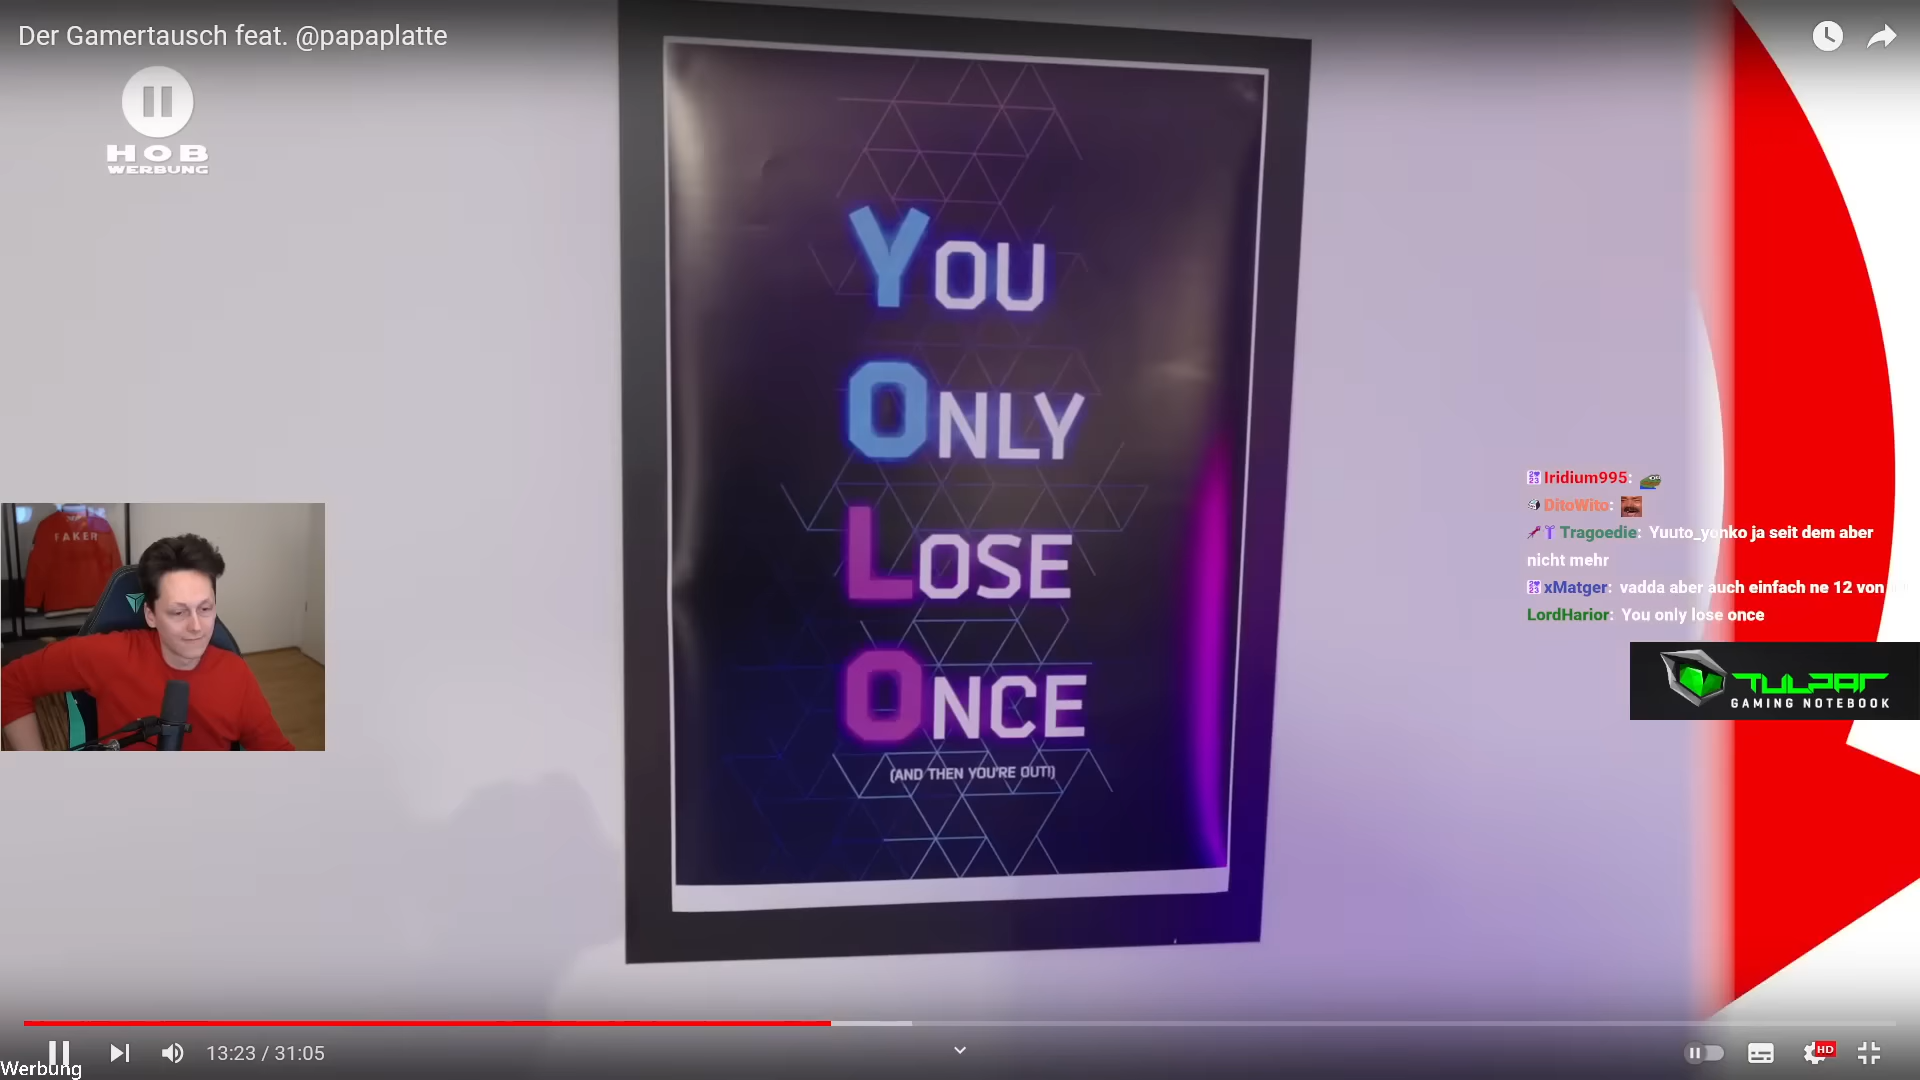 Der Gamertausch feat. @papaplatte
HOB
WERBUNG
YOU
ONLY
LOSE
ONCE
(AND THEN YOU'RE OUT!)
FAKER
Iridium995:
DitoWito:
Tragoedie: Yuuto_yonko ja seit dem aber
nicht mehr
xMatger: vadda aber auch einfach ne 12 von
LordHarior: You only lose once
TULPAR
GAMING NOTEBOOK
13:23 / 31:05
HD
Werbung